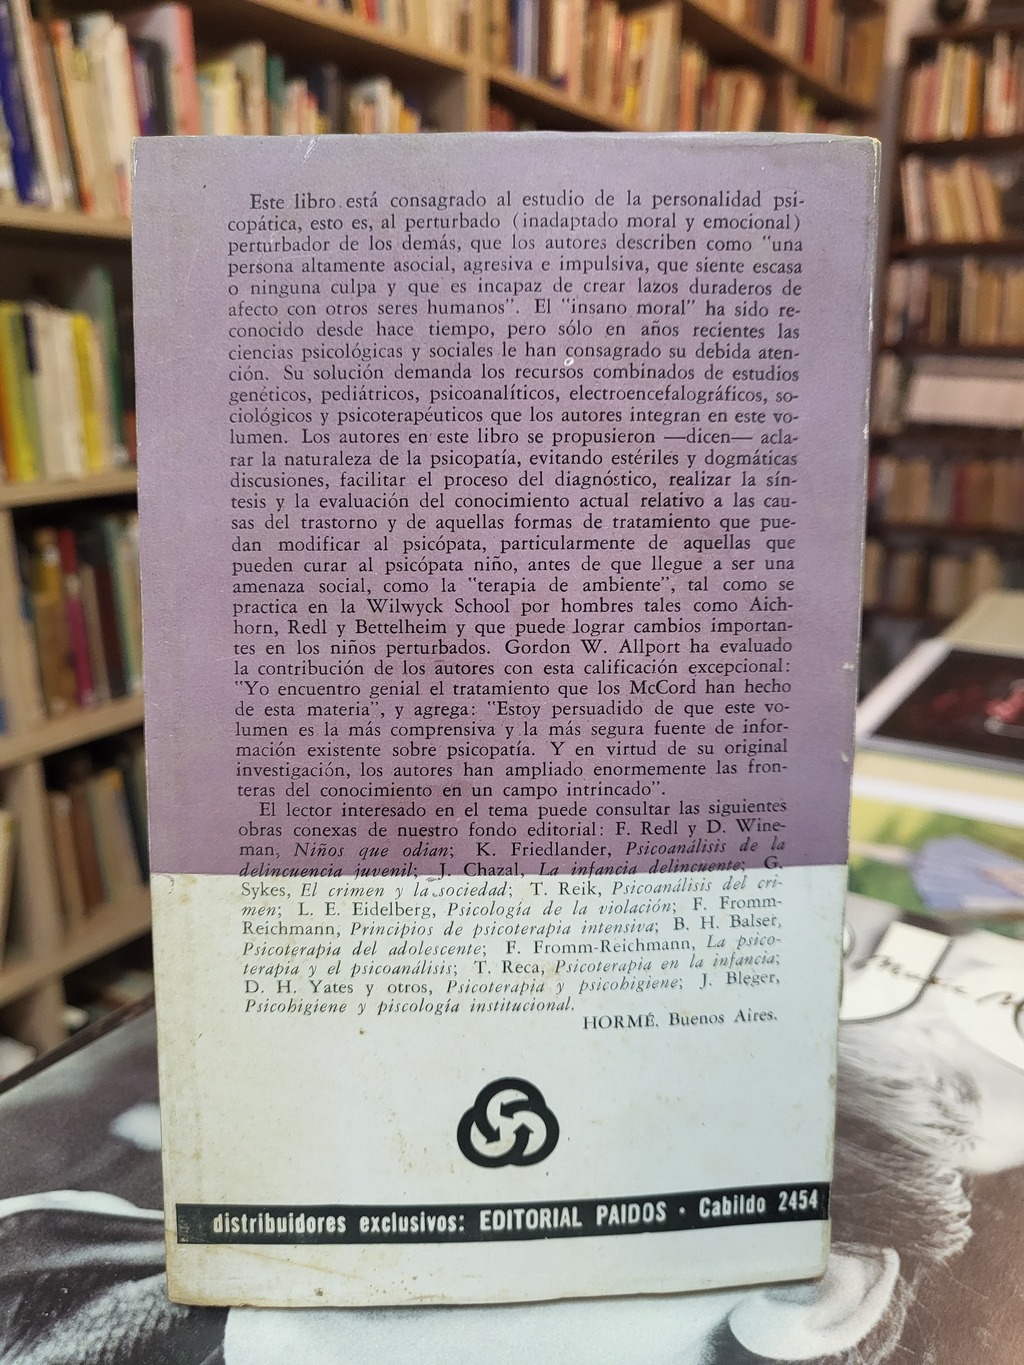 Este libro está consagrado al estudio de la personalidad psi-
copática, esto es, al perturbado (inadaptado moral y emocional)
perturbador de los demás, que los autores describen como "una
persona altamente asocial, agresiva e impulsiva, que siente escasa
o ninguna culpa y que es incapaz de crear lazos duraderos de
afecto con otros seres humanos". El "insano moral" ha sido re-
conocido desde hace tiempo, pero sólo en años recientes las
ciencias psicológicas y sociales le han consagrado su debida aten-
ción. Su solución demanda los recursos combinados de estudios
genéticos, pediátricos, psicoanalíticos, electroencefalográficos, so-
ciológicos y psicoterapéuticos que los autores integran en este vo-
lumen. Los autores en este libro se propusieron —dicen— acla-
rar la naturaleza de la psicopatía, evitando estériles y dogmáticas
discusiones, facilitar el proceso del diagnóstico, realizar la sín-
tesis y la evaluación del conocimiento actual relativo a las cau-
sas del trastorno y de aquellas formas de tratamiento que pue-
dan modificar al psicópata, particularmente de aquellas que
pueden curar al psicópata niño, antes de que llegue a ser una
amenaza social, como la "terapia de ambiente", tal como se
practica en la Wilwyck School por hombres tales como Aich-
horn, Redl y Bettelheim y que puede lograr cambios importan-
tes en los niños perturbados. Gordon W. Allport ha evaluado
la contribución de los autores con esta calificación excepcional:
"Yo encuentro genial el tratamiento que los McCord han hecho
de esta materia", y agrega: "Estoy persuadido de que este vo-
lumen es la más comprensiva y la más segura fuente de infor-
mación existente sobre psicopatía. Y en virtud de su original
investigación, los autores han ampliado enormemente las fron-
teras del conocimiento en un campo intrincado".
El lector interesado en el tema puede consultar las siguientes
obras conexas de nuestro fondo editorial: F. Redl y D. Wine-
man, Niños que odian; K. Friedlander, Psicoanálisis de la
delincuencia juvenil; J. Chazal, La infancia delincuente; G.
Sykes, El crimen y la sociedad; T. Reik, Psicoanálisis del cri-
men; L. E. Eidelberg, Psicología de la violación; F. Fromm-
Reichmann, Principios de psicoterapia intensiva; B. H. Balser,
Psicoterapia del adolescente; F. Fromm-Reichmann, La psico-
terapia y el psicoanálisis; T. Reca, Psicoterapia en la infancia;
D. H. Yates y otros, Psicoterapia y psicohigiene; J. Bleger,
Psicohigiene y piscología institucional.
HORMÉ. Buenos Aires.
distribuidores exclusivos: EDITORIAL PAIDOS · Cabildo 2454